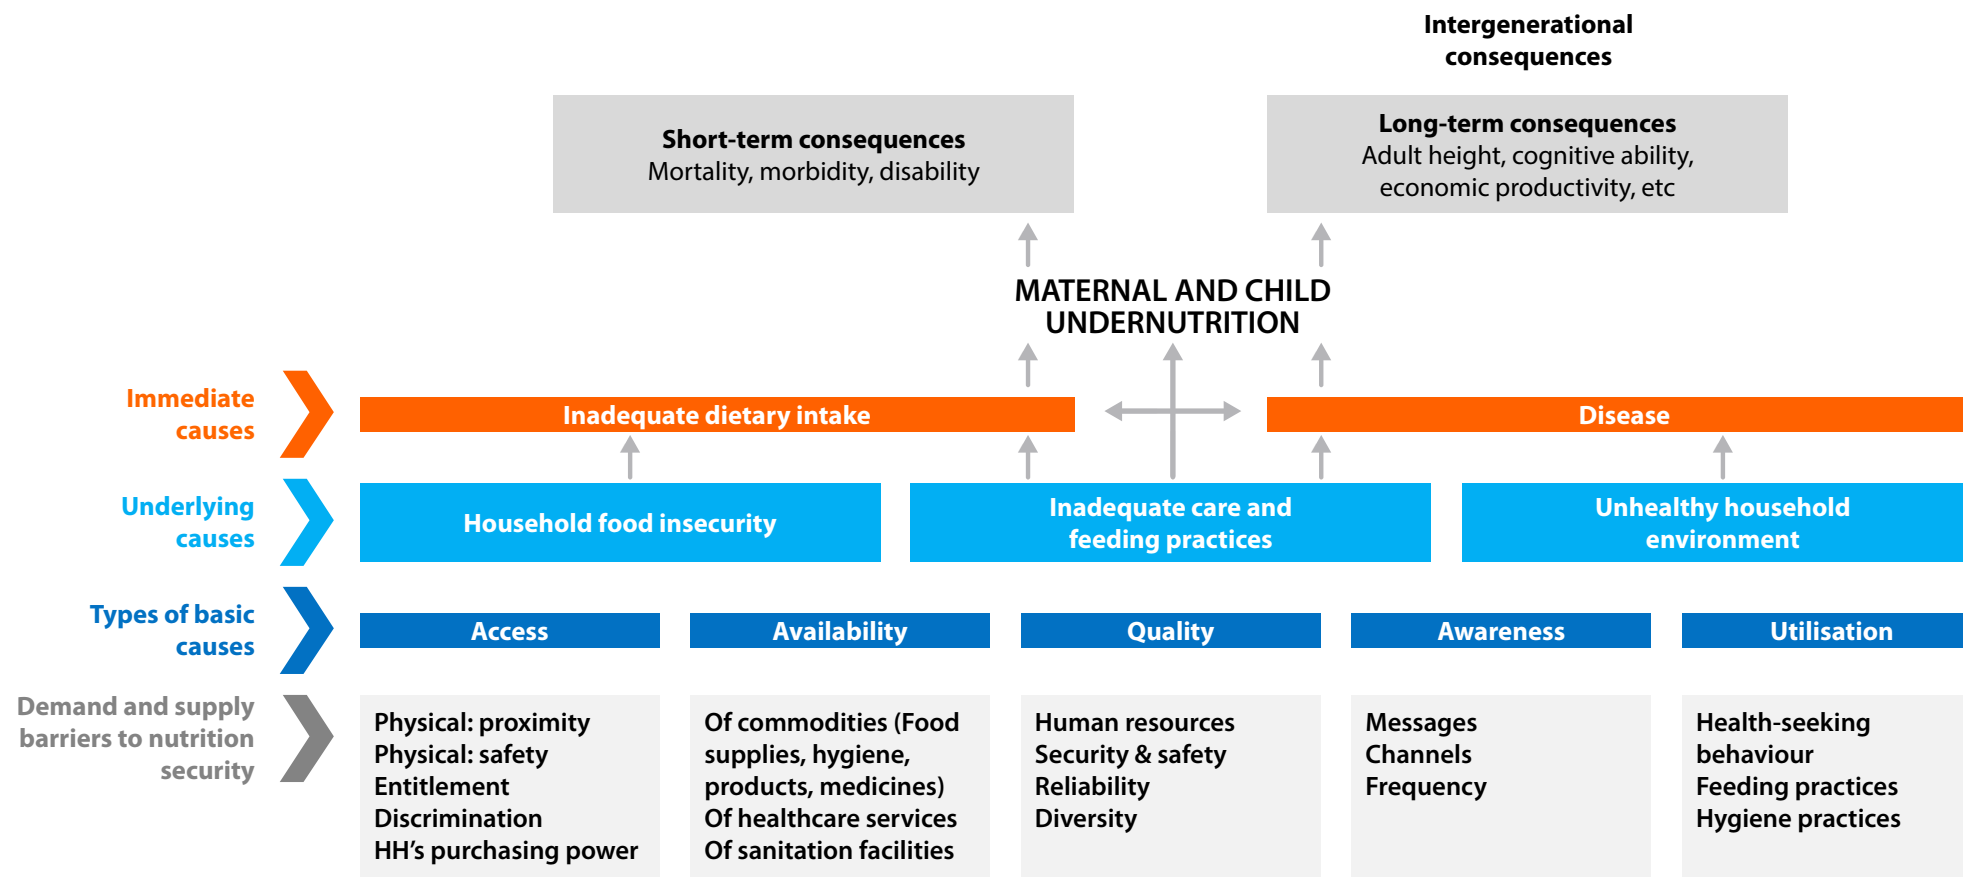 Intergenerational
consequences
Short-term consequences
Mortality, morbidity, disability
Long-term consequences
Adult height, cognitive ability,
economic productivity, etc
MATERNAL AND CHILD
UNDERNUTRITION
Immediate
causes
Inadequate dietary intake
Disease
Underlying
causes
Household food insecurity
Inadequate care and
feeding practices
Unhealthy household
environment
Types of basic
causes
Access
Availability
Quality
Awareness
Utilisation
Demand and supply
barriers to nutrition
security
Physical: proximity
Physical: safety
Entitlement
Discrimination
HH's purchasing power
Of commodities (Food
supplies, hygiene,
products, medicines)
Of healthcare services
Of sanitation facilities
Human resources
Security & safety
Reliability
Diversity
Messages
Channels
Frequency
Health-seeking
behaviour
Feeding practices
Hygiene practices